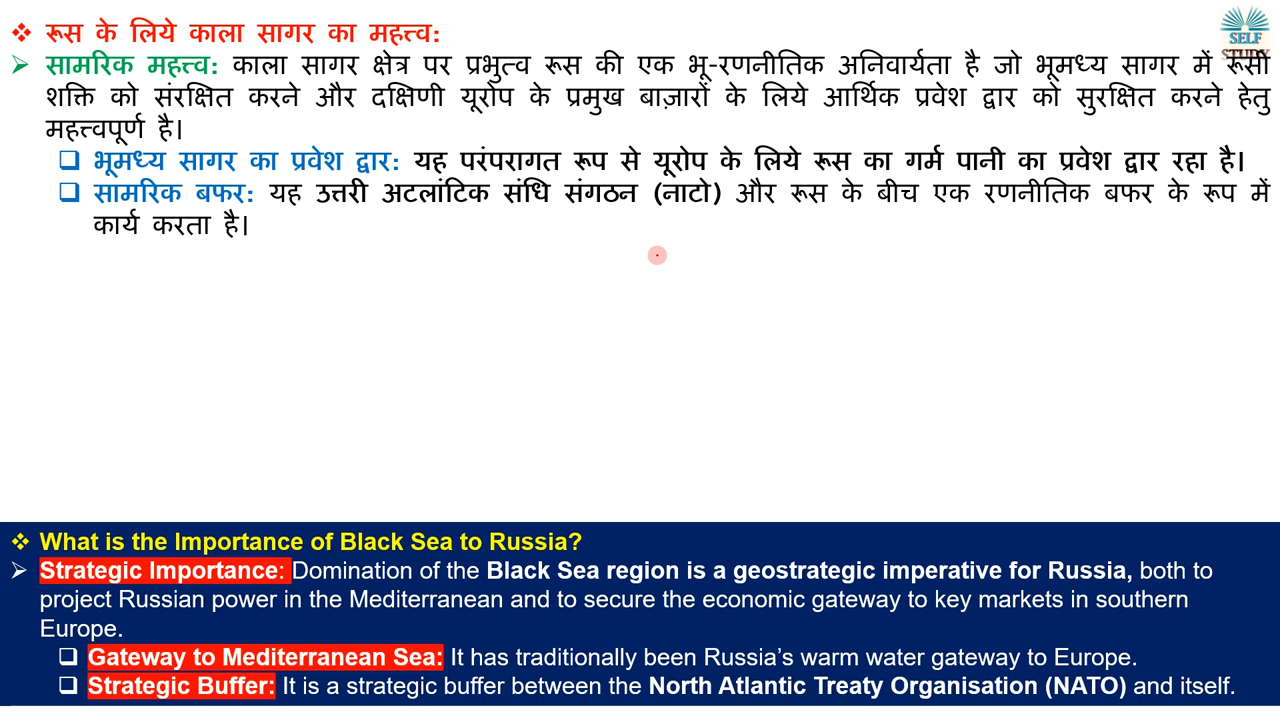 ❖ रूस के लिये काला सागर का महत्त्व:
SELF
STUDY
➢ सामरिक महत्त्व: काला सागर क्षेत्र पर प्रभुत्व रूस की एक भू-रणनीतिक अनिवार्यता है जो भूमध्य सागर में रूसी
शक्ति को संरक्षित करने और दक्षिणी यूरोप के प्रमुख बाज़ारों के लिये आर्थिक प्रवेश द्वार को सुरक्षित करने हेतु
महत्त्वपूर्ण है।
❑ भूमध्य सागर का प्रवेश द्वार: यह परंपरागत रूप से यूरोप के लिये रूस का गर्म पानी का प्रवेश द्वार रहा है।
❑ सामरिक बफर: यह उत्तरी अटलांटिक संधि संगठन (नाटो) और रूस के बीच एक रणनीतिक बफर के रूप में
कार्य करता है।
❖ What is the Importance of Black Sea to Russia?
➢ Strategic Importance: Domination of the Black Sea region is a geostrategic imperative for Russia, both to
project Russian power in the Mediterranean and to secure the economic gateway to key markets in southern
Europe.
❑ Gateway to Mediterranean Sea: It has traditionally been Russia’s warm water gateway to Europe.
❑ Strategic Buffer: It is a strategic buffer between the North Atlantic Treaty Organisation (NATO) and itself.